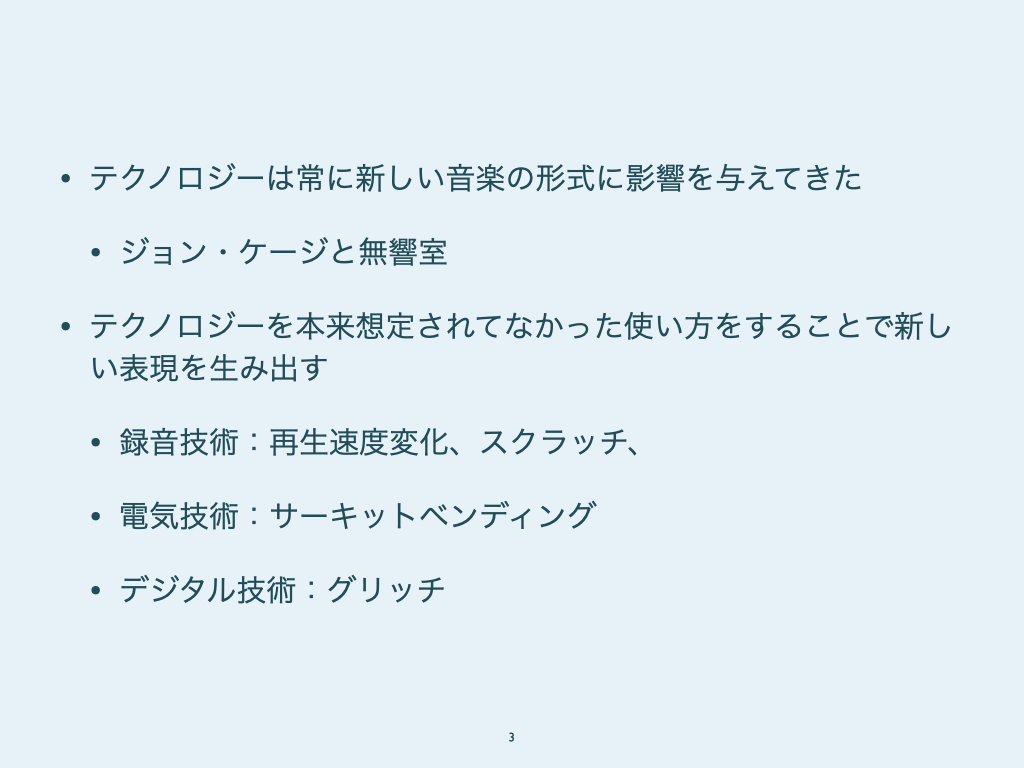 • テクノロジーは常に新しい音楽の形式に影響を与えてきた
• ジョン・ケージと無響室
• テクノロジーを本来想定されてなかった使い方をすることで新し
い表現を生み出す
• 録音技術：再生速度変化、スクラッチ、
• 電気技術：サーキットベンディング
• デジタル技術：グリッチ
3